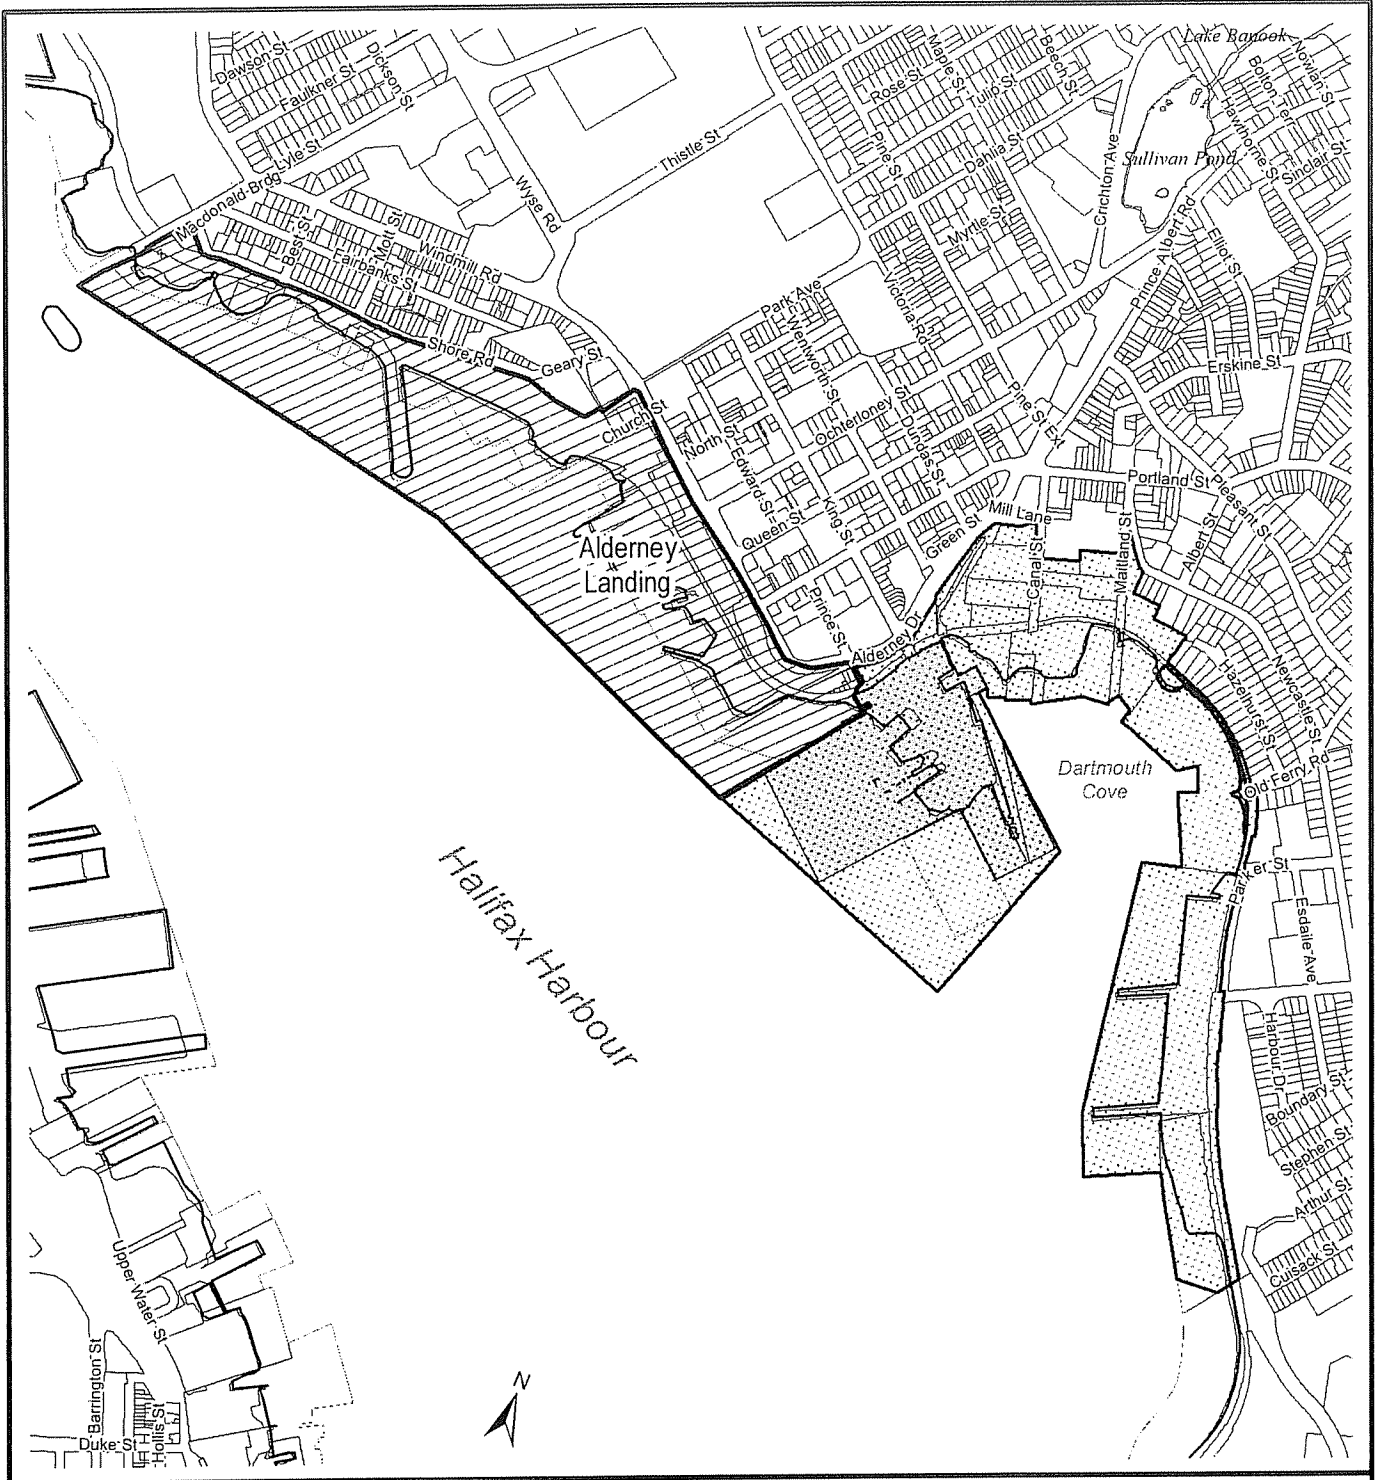 Lake Banook
Dawson St
Faulkner St
Dickson St
Lyle St
Macdonald Brdg
Wyse Rd
Thistle St
Rose St
Maple St
Tulip St
Beech St
Pine St
Dahlia St
Myrtle St
Crichton Ave
Sullivan Pond
Nowlan St
Bolton Terr
Hawthorne St
Sinclair St
Prince Albert Rd
Elliot St
Erskine St
Best St
Mott St
Fairbanks St
Windmill Rd
Shore Rd
Geary St
Park Ave
Wentworth St
Victoria Rd
Ochterloney St
Dundas St
Pine St Ext
Church St
North St
Edward St
Queen St
King St
Green St
Mill Lane
Portland St
Pleasant St
Canal St
Maitland St
Albert St
Alderney
Landing
Prince St
Alderney Dr
Hazelhurst St
Newcastle St
Old Ferry Rd
Dartmouth
Cove
Parker St
Esdaile Ave
Halifax Harbour
Harbour Dr
Boundary St
Stephen St
Arthur St
Cuisack St
Upper Water St
Barrington St
Hollis St
Duke St
N